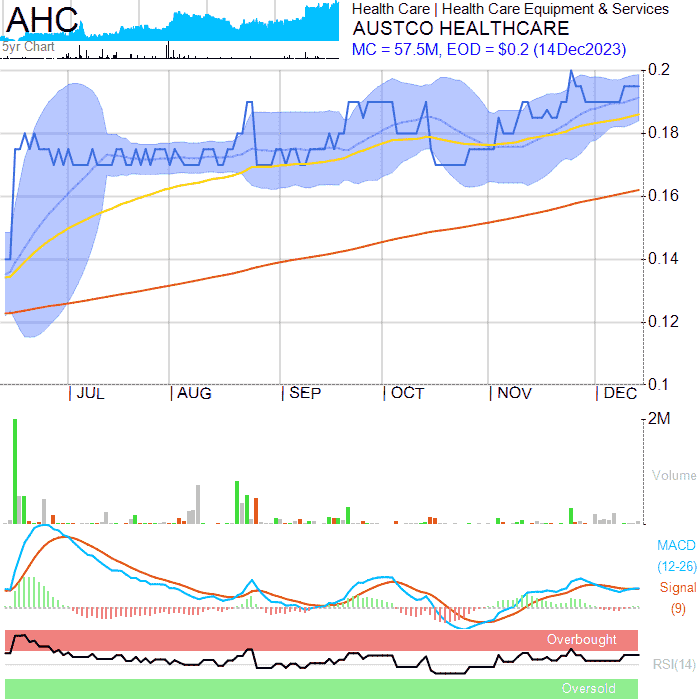 AHC
5yr Chart
Health Care | Health Care Equipment & Services
AUSTCO HEALTHCARE
MC = 57.5M, EOD = $0.2 (14Dec2023)
0.2
0.18
0.16
0.14
0.12
0.1
JUL AUG SEP OCT NOV DEC
2M
Volume
MACD
(12-26)
Signal
(9)
Overbought
RSI(14)
Oversold